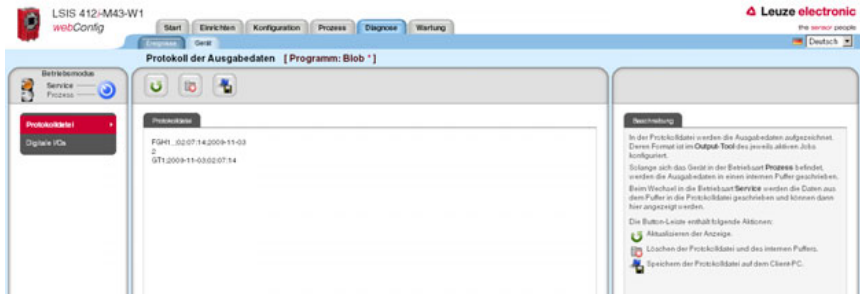 LSIS 412i-M43-W1
webConfig
Start Einrichten Konfiguration Prozess Diagnose Wartung
Leuze electronic
the sensor people
Ereignisse Gerät
Deutsch
Protokoll der Ausgabedaten [Programm: Blob *]
Betriebsmodus
Service
Prozess
Protokolldatei
Digitale I/Os
Protokolldatei
FGH1_:02:07:14,2009-11-03
2
GT1;2009-11-03;02:07:14
Beschreibung
In der Protokolldatei werden die Ausgabedaten aufgezeichnet.
Deren Format ist im Output-Tool des jeweils aktiven Jobs
konfiguriert.
Solange sich das Gerät in der Betriebsart Prozess befindet,
werden die Ausgabedaten in einen internen Puffer geschrieben.
Beim Wechsel in die Betriebsart Service werden die Daten aus
dem Puffer in die Protokolldatei geschrieben und können dann
hier angezeigt werden.
Die Button-Leiste enthält folgende Aktionen:
Aktualisieren der Anzeige.
Löschen der Protokolldatei und des internen Puffers.
Speichern der Protokolldatei auf dem Client-PC.